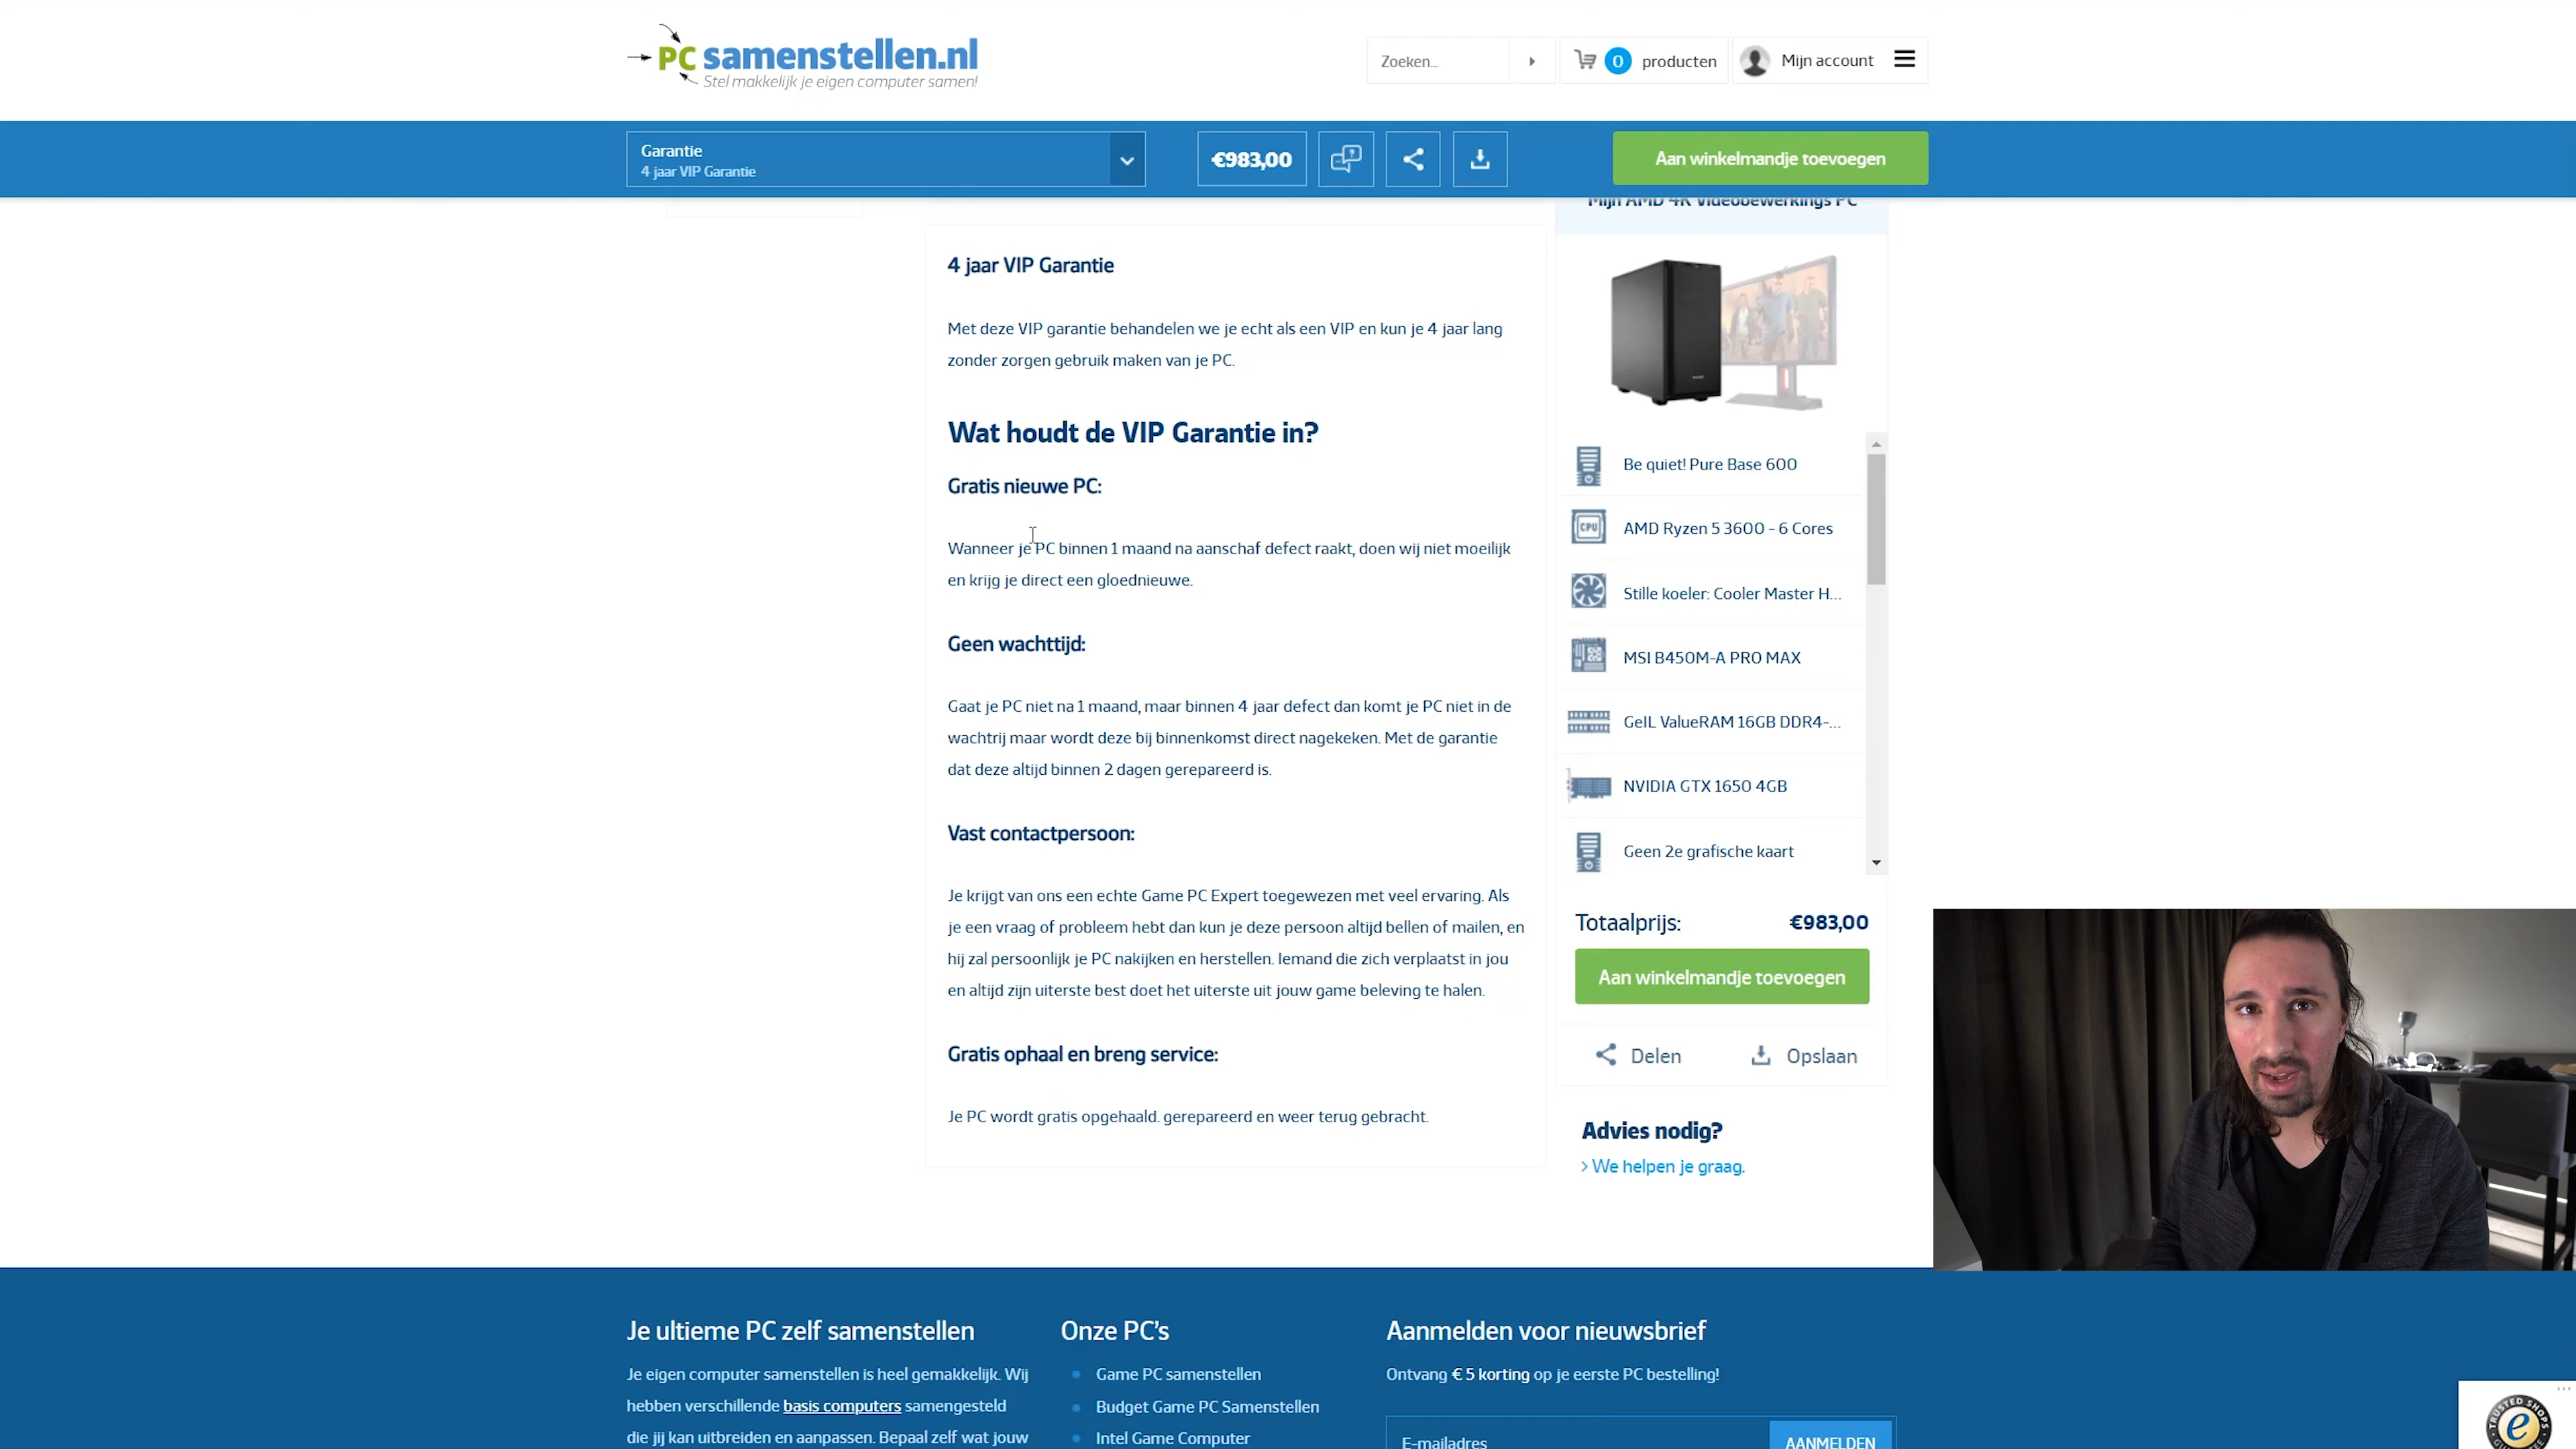 PC samenstellen.nl
Stel makkelijk je eigen computer samen!
Zoeken...
0 producten
Mijn account
Garantie
4 jaar VIP Garantie
€983,00
Aan winkelmandje toevoegen
Mijn AMD 4K Videobewerkings PC
4 jaar VIP Garantie
Met deze VIP garantie behandelen we je echt als een VIP en kun je 4 jaar lang
zonder zorgen gebruik maken van je PC.
Wat houdt de VIP Garantie in?
Gratis nieuwe PC:
Wanneer je PC binnen 1 maand na aanschaf defect raakt, doen wij niet moeilijk
en krijg je direct een gloednieuwe.
Geen wachttijd:
Gaat je PC niet na 1 maand, maar binnen 4 jaar defect dan komt je PC niet in de
wachtrij maar wordt deze bij binnenkomst direct nagekeken. Met de garantie
dat deze altijd binnen 2 dagen gerepareerd is.
Vast contactpersoon:
Je krijgt van ons een echte Game PC Expert toegewezen met veel ervaring. Als
je een vraag of probleem hebt dan kun je deze persoon altijd bellen of mailen, en
hij zal persoonlijk je PC nakijken en herstellen. Iemand die zich verplaatst in jou
en altijd zijn uiterste best doet het uiterste uit jouw game beleving te halen.
Gratis ophaal en breng service:
Je PC wordt gratis opgehaald. gerepareerd en weer terug gebracht.
Be quiet! Pure Base 600
CPU
AMD Ryzen 5 3600 - 6 Cores
Stille koeler: Cooler Master H...
MSI B450M-A PRO MAX
GeIL ValueRAM 16GB DDR4-...
NVIDIA GTX 1650 4GB
Geen 2e grafische kaart
Totaalprijs: €983,00
Aan winkelmandje toevoegen
Delen
Opslaan
Advies nodig?
> We helpen je graag.
Je ultieme PC zelf samenstellen
Je eigen computer samenstellen is heel gemakkelijk. Wij
hebben verschillende basis computers samengesteld
die jij kan uitbreiden en aanpassen. Bepaal zelf wat jouw
Onze PC's
Game PC samenstellen
Budget Game PC Samenstellen
Intel Game Computer
Aanmelden voor nieuwsbrief
Ontvang € 5 korting op je eerste PC bestelling!
E-mailadres
AANMELDEN
TRUSTED SHOPS
e